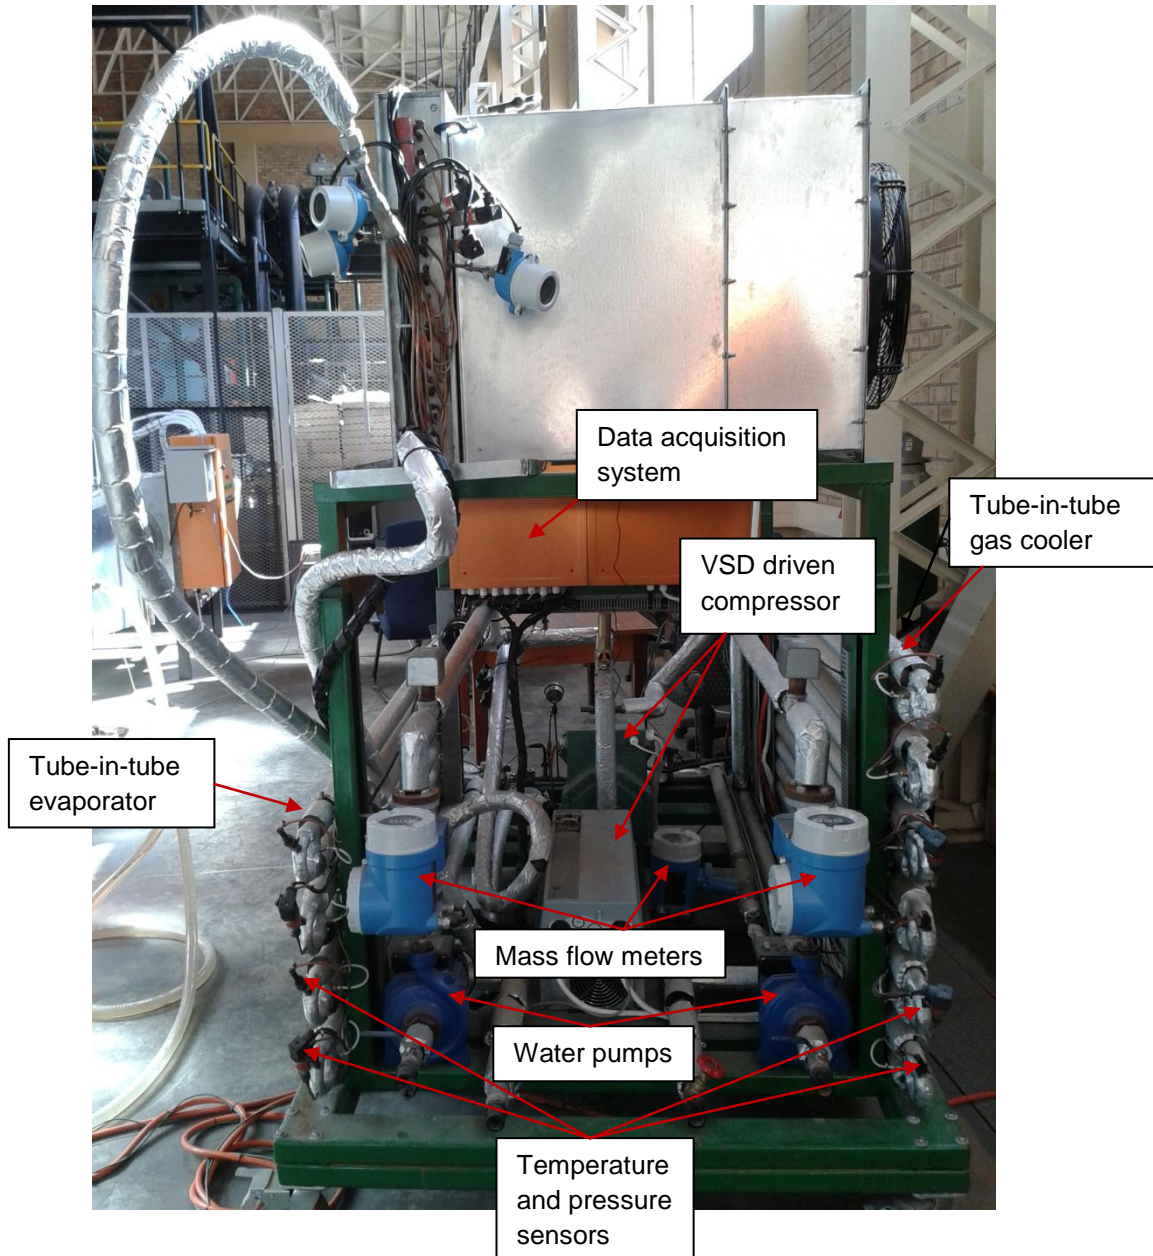 Data acquisition
system
Tube-in-tube
gas cooler
VSD driven
compressor
Tube-in-tube
evaporator
Mass flow meters
Water pumps
Temperature
and pressure
sensors